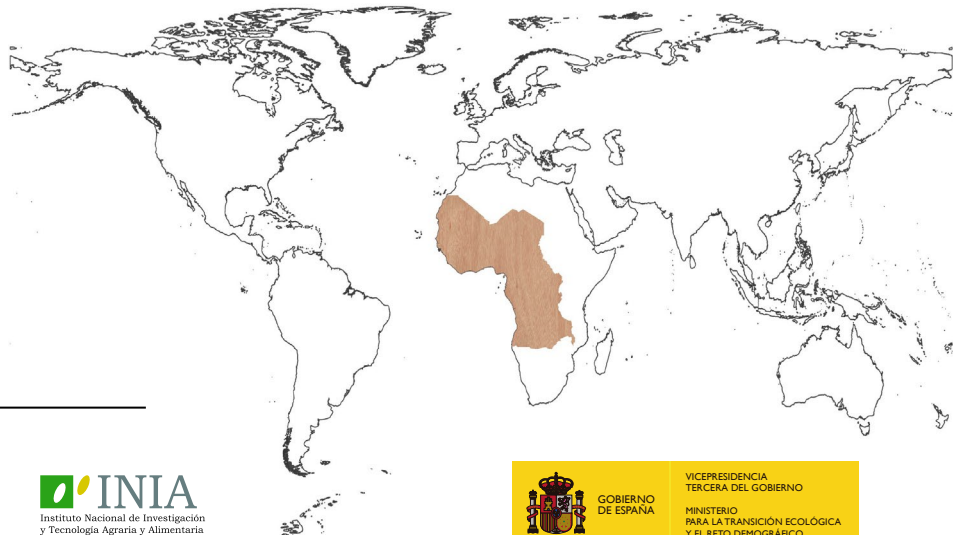 INIA
Instituto Nacional de Investigación
y Tecnología Agraria y Alimentaria
GOBIERNO
DE ESPAÑA
VICEPRESIDENCIA
TERCERA DEL GOBIERNO
MINISTERIO
PARA LA TRANSICIÓN ECOLÓGICA
Y EL RETO DEMOGRÁFICO